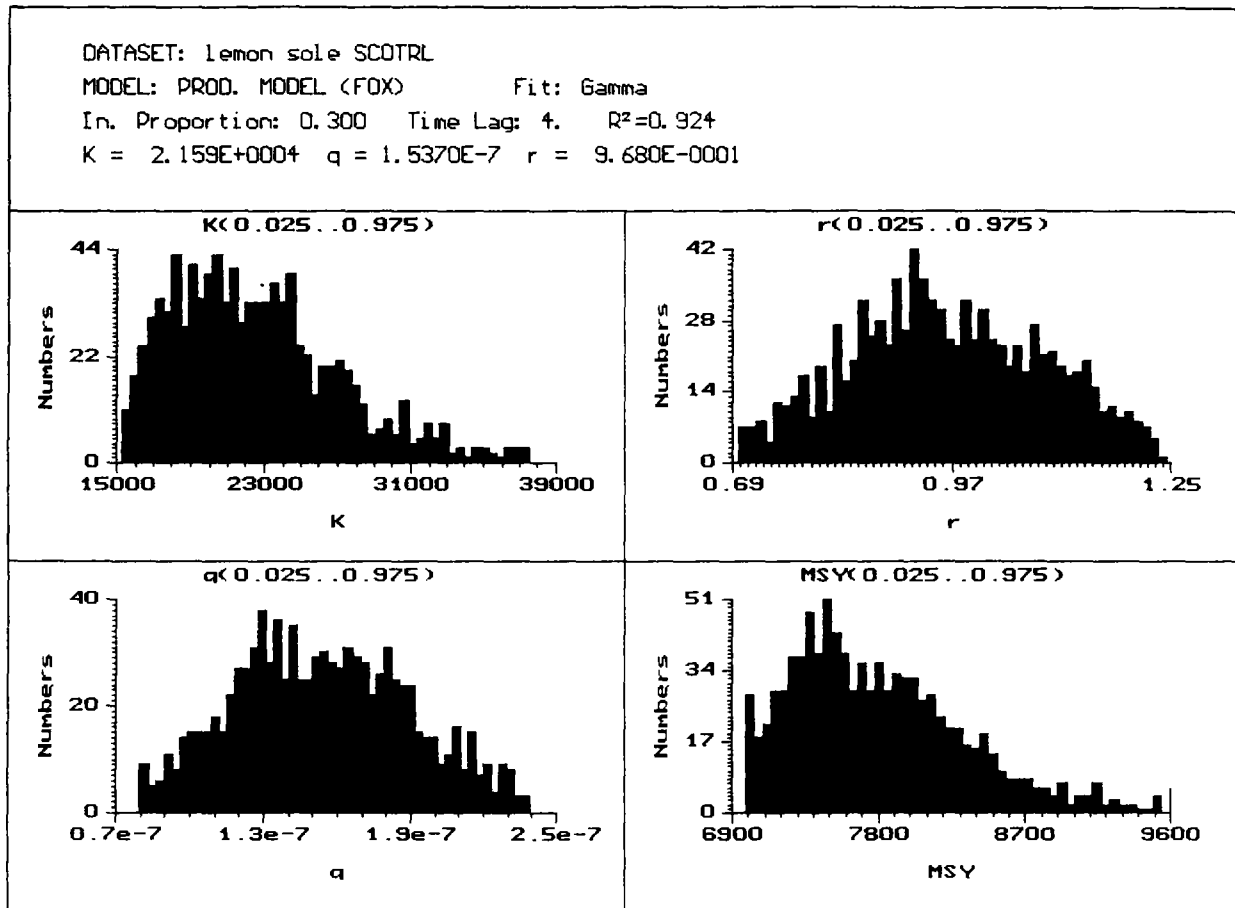 DATASET: lemon sole SCOTRL
MODEL: PROD. MODEL (FOX) Fit: Gamma
In. Proportion: 0.300 Time Lag: 4. R²=0.924
K = 2.159E+0004 q = 1.5370E-7 r = 9.680E-0001
K(0.025..0.975)
44
22
0
Numbers
15000 23000 31000 39000
K
r(0.025..0.975)
42
28
14
0
Numbers
0.69 0.97 1.25
r
q(0.025..0.975)
40
20
0
Numbers
0.7e-7 1.3e-7 1.9e-7 2.5e-7
q
MSY(0.025..0.975)
51
34
17
0
Numbers
6900 7800 8700 9600
MSY